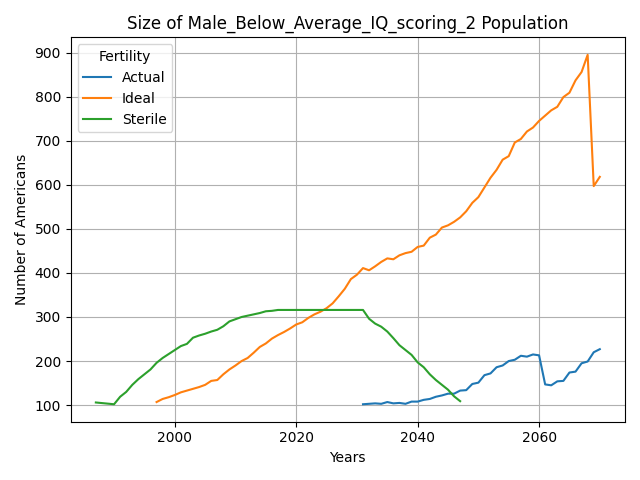 Size of Male_Below_Average_IQ_scoring_2 Population
Fertility
Actual
Ideal
Sterile
Number of Americans
900
800
700
600
500
400
300
200
100
2000 2020 2040 2060
Years